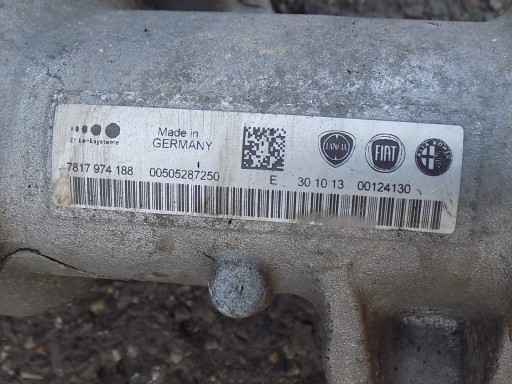 ZF Lenksysteme
Made in
GERMANY
LANCIA
FIAT
7817 974 188 00505287250 E 30 10 13 00124130